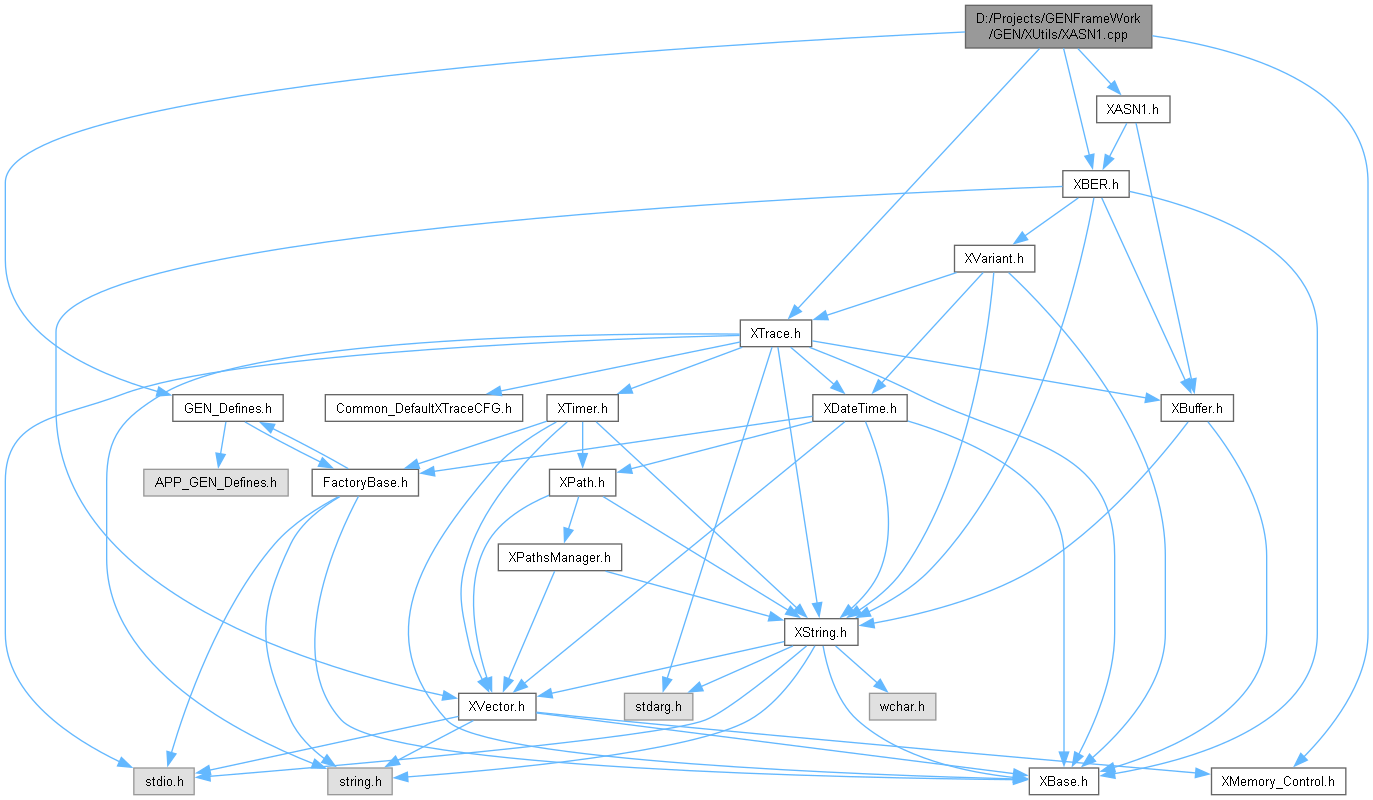 D:/Projects/GENFrameWork
/GEN/XUtils/XASN1.cpp
XASN1.h
XBER.h
XVariant.h
XTrace.h
GEN_Defines.h
Common_DefaultXTraceCFG.h
XTimer.h
XDateTime.h
XBuffer.h
APP_GEN_Defines.h
FactoryBase.h
XPath.h
XPathsManager.h
XString.h
XVector.h
stdarg.h
wchar.h
stdio.h
string.h
XBase.h
XMemory_Control.h